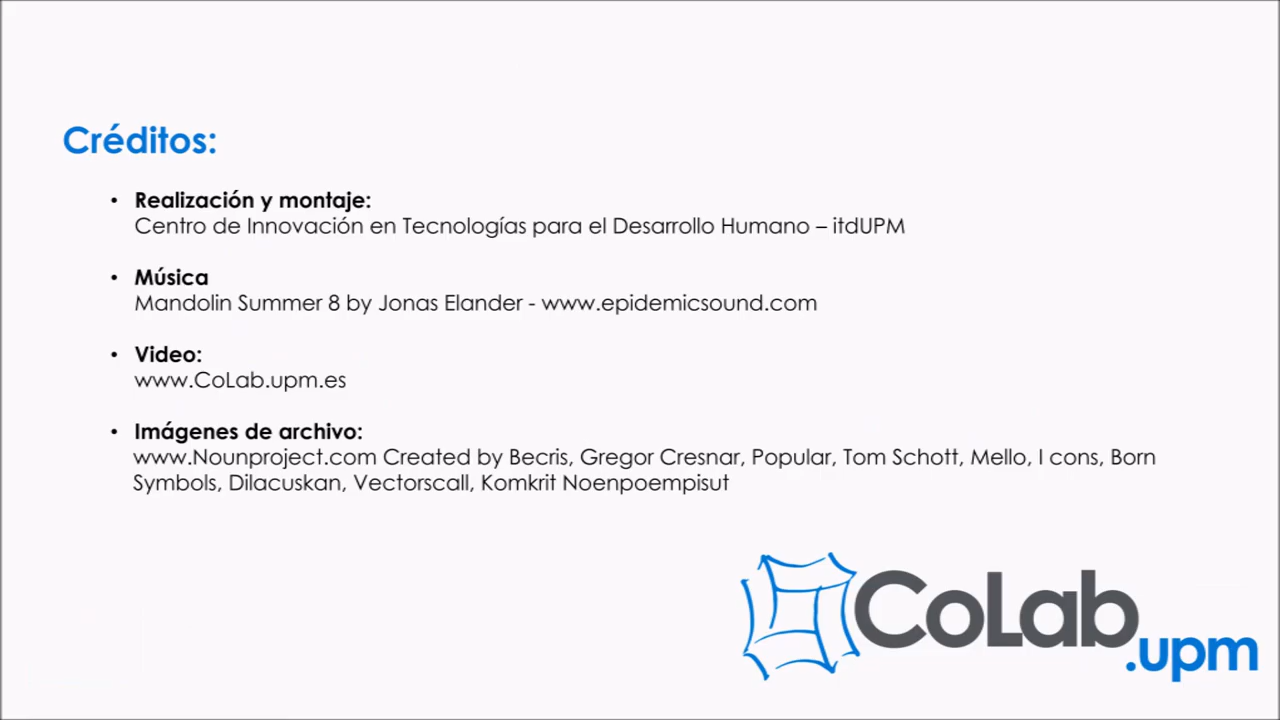 Créditos:
• Realización y montaje:
Centro de Innovación en Tecnologías para el Desarrollo Humano – itdUPM
• Música
Mandolin Summer 8 by Jonas Elander - www.epidemicsound.com
• Video:
www.CoLab.upm.es
• Imágenes de archivo:
www.Nounproject.com Created by Becris, Gregor Cresnar, Popular, Tom Schott, Mello, I cons, Born
Symbols, Dilacuskan, Vectorscall, Komkrit Noenpoempisut
CoLab
.upm